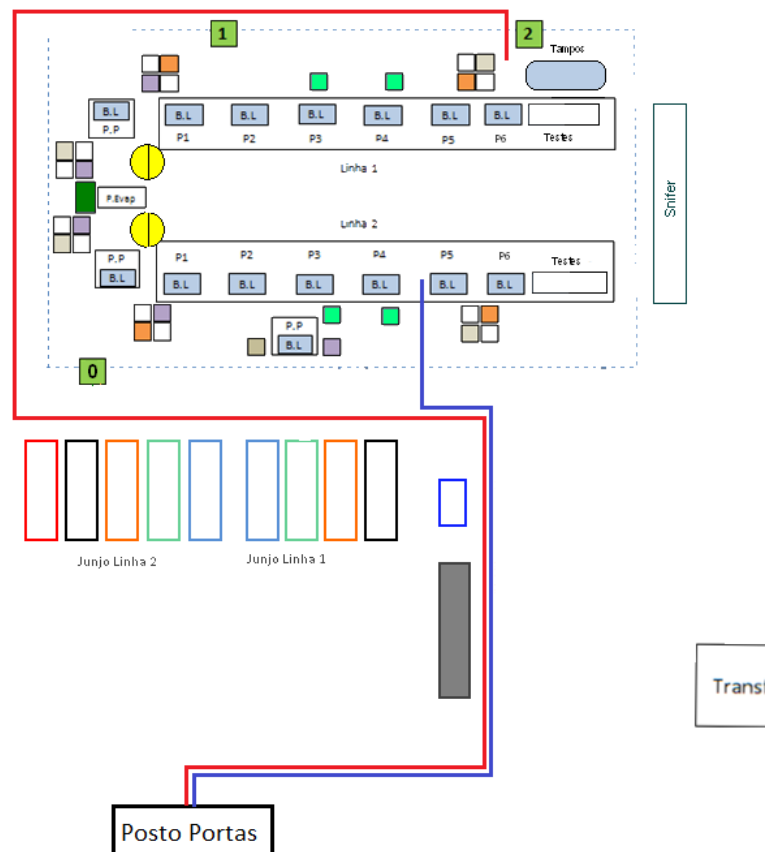 1
2
Tampos
B.L
P.P
B.L B.L B.L B.L B.L B.L
P1 P2 P3 P4 P5 P6 Testes
Linha 1
P.Evap
Snifer
Linha 2
P1 P2 P3 P4 P5 P6 Testes
P.P
B.L
B.L B.L B.L B.L B.L B.L
P.P
B.L
0
Junjo Linha 2 Junjo Linha 1
Transf
Posto Portas